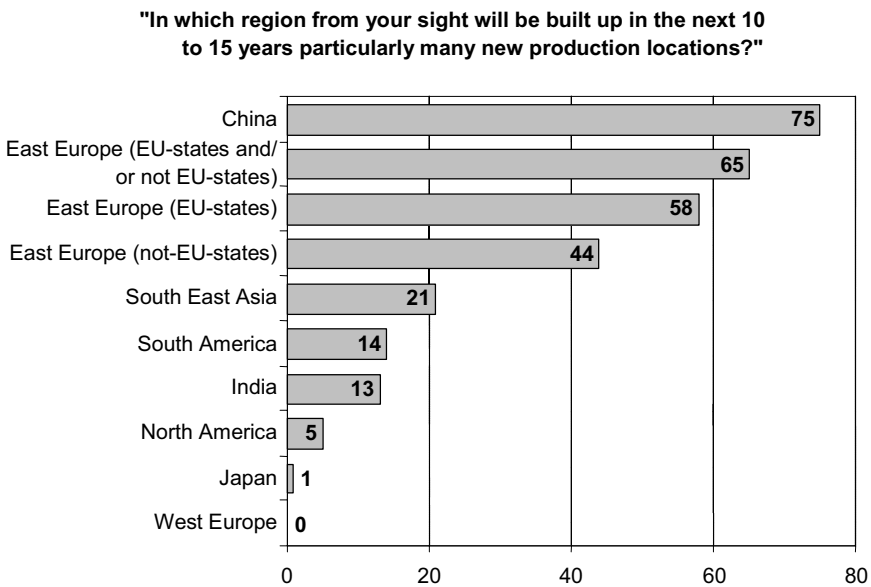 "In which region from your sight will be built up in the next 10
to 15 years particularly many new production locations?"
China
75
East Europe (EU-states and/
or not EU-states)
65
East Europe (EU-states)
58
East Europe (not-EU-states)
44
South East Asia
21
South America
14
India
13
North America
5
Japan
1
West Europe
0
0 20 40 60 80